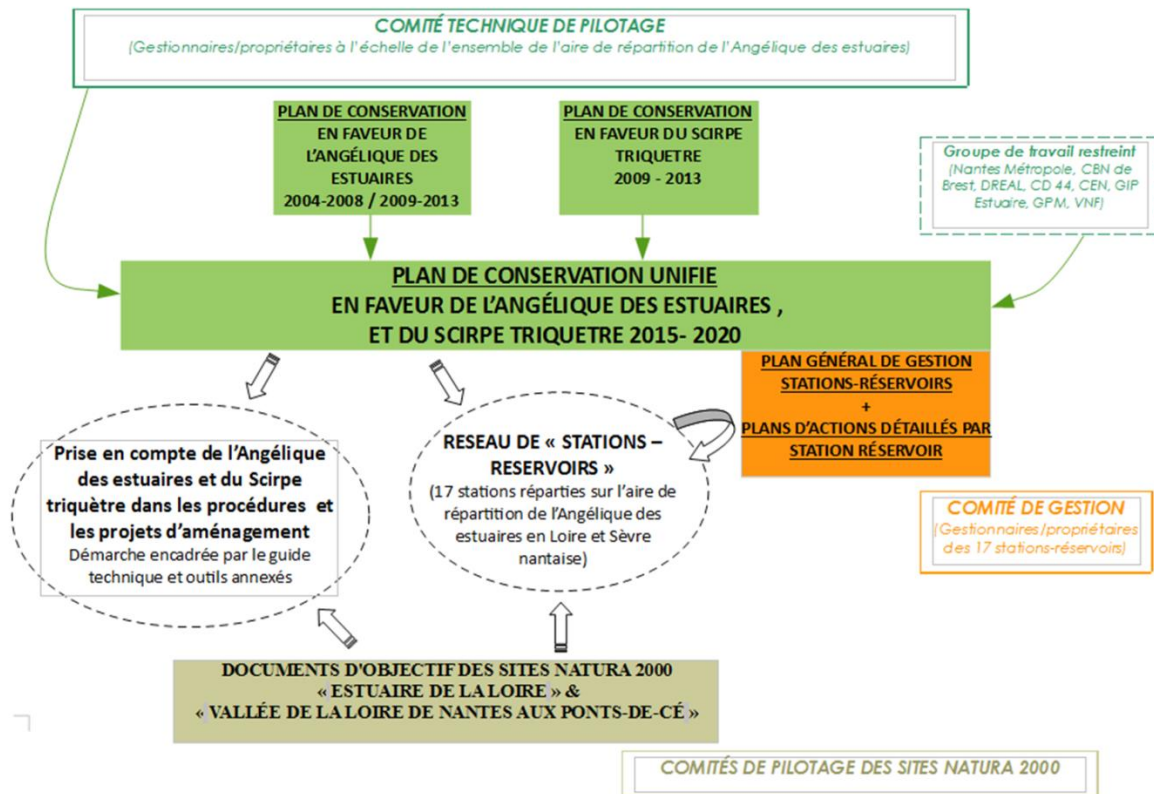 COMITÉ TECHNIQUE DE PILOTAGE
(Gestionnaires/propriétaires à l'échelle de l'ensemble de l'aire de répartition de l'Angélique des estuaires)
PLAN DE CONSERVATION
EN FAVEUR DE
L'ANGÉLIQUE DES
ESTUAIRES
2004-2008 / 2009-2013
PLAN DE CONSERVATION
EN FAVEUR DU SCIRPE
TRIQUETRE
2009 - 2013
Groupe de travail restreint
(Nantes Métropole, CBN de
Brest, DREAL, CD 44, CEN, GIP
Estuaire, GPM, VNF)
PLAN DE CONSERVATION UNIFIE
EN FAVEUR DE L'ANGÉLIQUE DES ESTUAIRES ,
ET DU SCIRPE TRIQUETRE 2015- 2020
PLAN GÉNÉRAL DE GESTION
STATIONS-RÉSERVOIRS
+
PLANS D'ACTIONS DÉTAILLÉS PAR
STATION RÉSERVOIR
Prise en compte de l'Angélique
des estuaires et du Scirpe
triquètre dans les procédures et
les projets d'aménagement
Démarche encadrée par le guide
technique et outils annexés
RESEAU DE « STATIONS –
RESERVOIRS »
(17 stations réparties sur l'aire de
répartition de l'Angélique des
estuaires en Loire et Sèvre
nantaise)
COMITÉ DE GESTION
(Gestionnaires/propriétaires
des 17 stations-réservoirs)
DOCUMENTS D'OBJECTIF DES SITES NATURA 2000
« ESTUAIRE DE LA LOIRE » &
« VALLÉE DE LA LOIRE DE NANTES AUX PONTS-DE-CÉ »
COMITÉS DE PILOTAGE DES SITES NATURA 2000